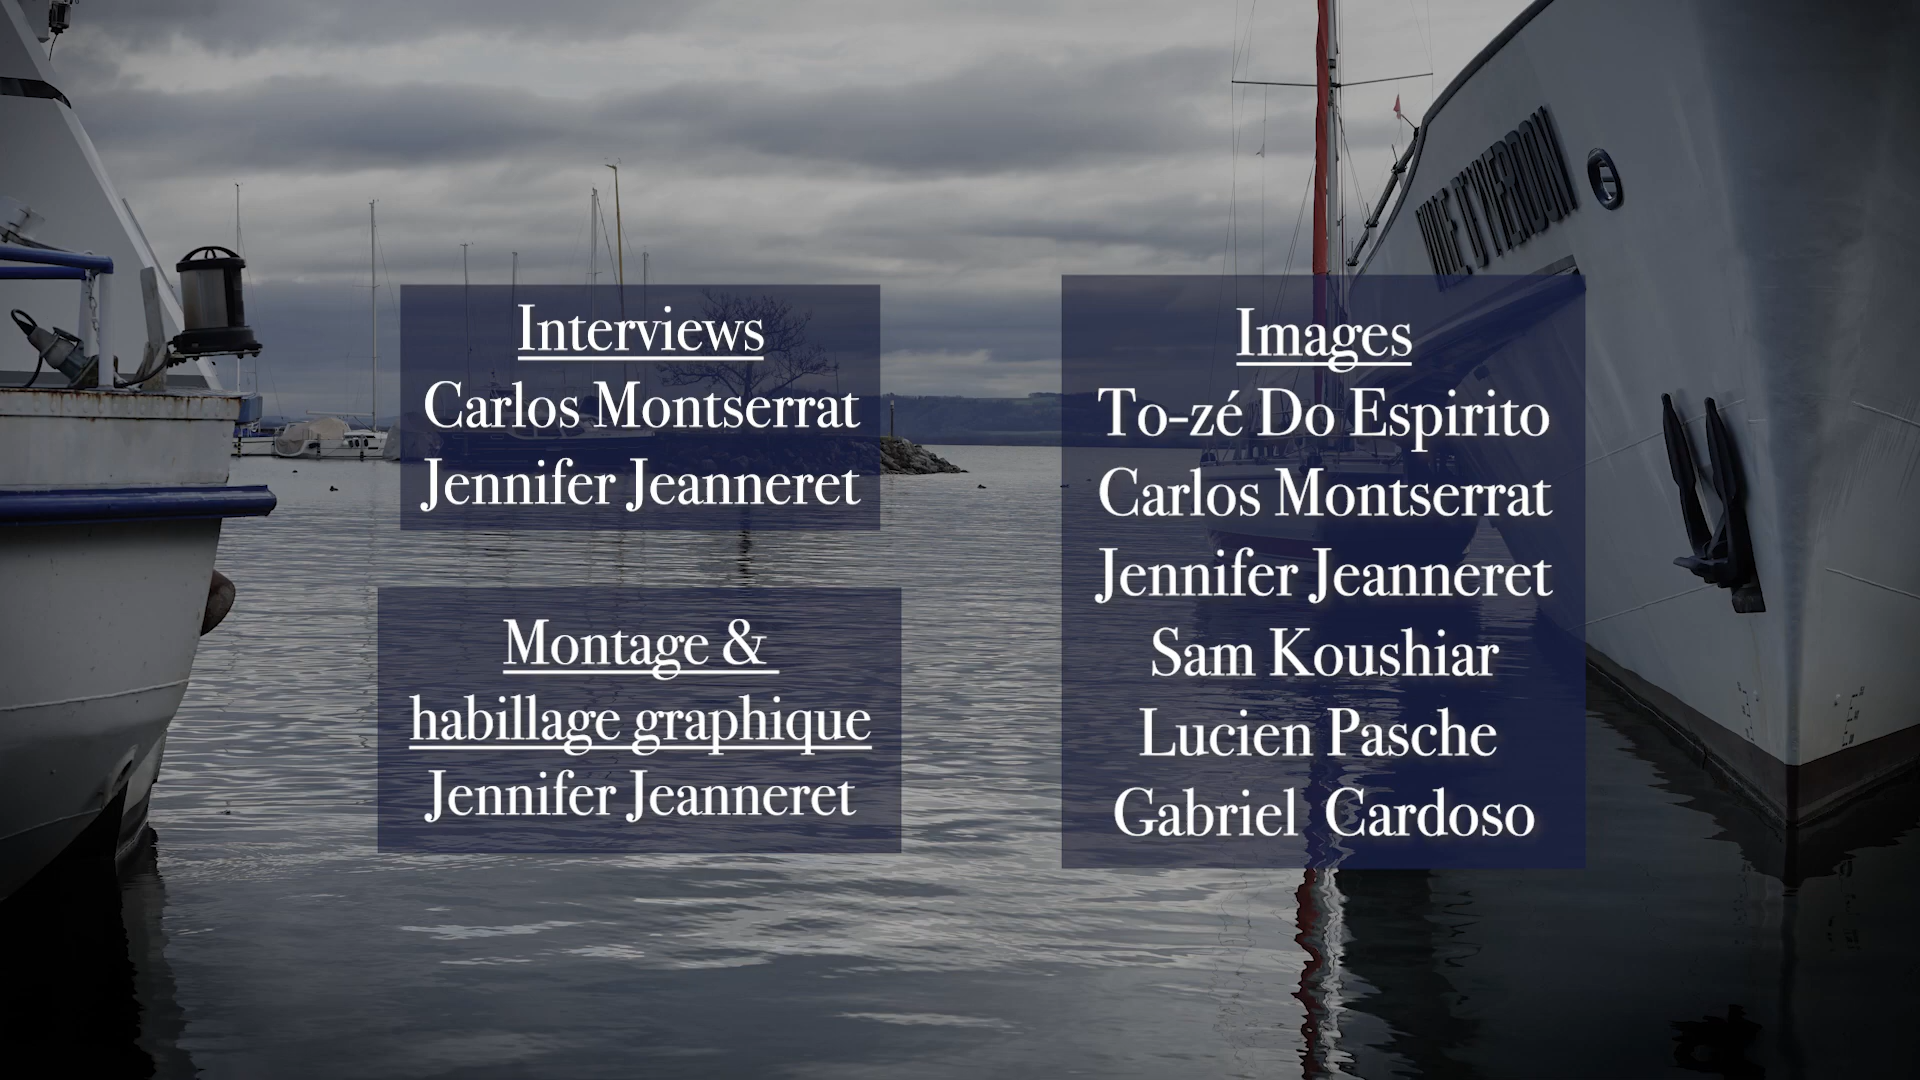 Interviews
Carlos Montserrat
Jennifer Jeanneret
Montage &
habillage graphique
Jennifer Jeanneret
Images
To-zé Do Espirito
Carlos Montserrat
Jennifer Jeanneret
Sam Koushiar
Lucien Pasche
Gabriel Cardoso
D'YVERDON